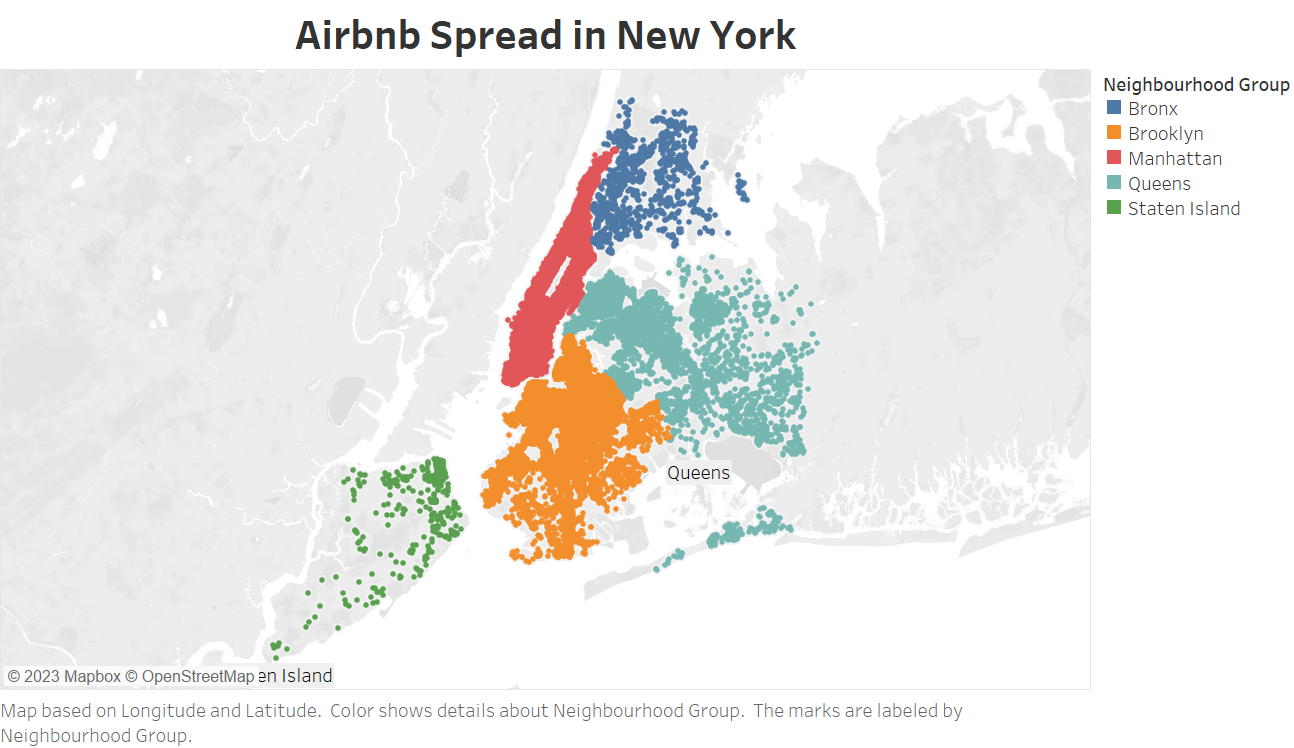 Airbnb Spread in New York
Neighbourhood Group
Bronx
Brooklyn
Manhattan
Queens
Staten Island
Queens
© 2023 Mapbox © OpenStreetMap
en Island
Map based on Longitude and Latitude.  Color shows details about Neighbourhood Group.  The marks are labeled by
Neighbourhood Group.